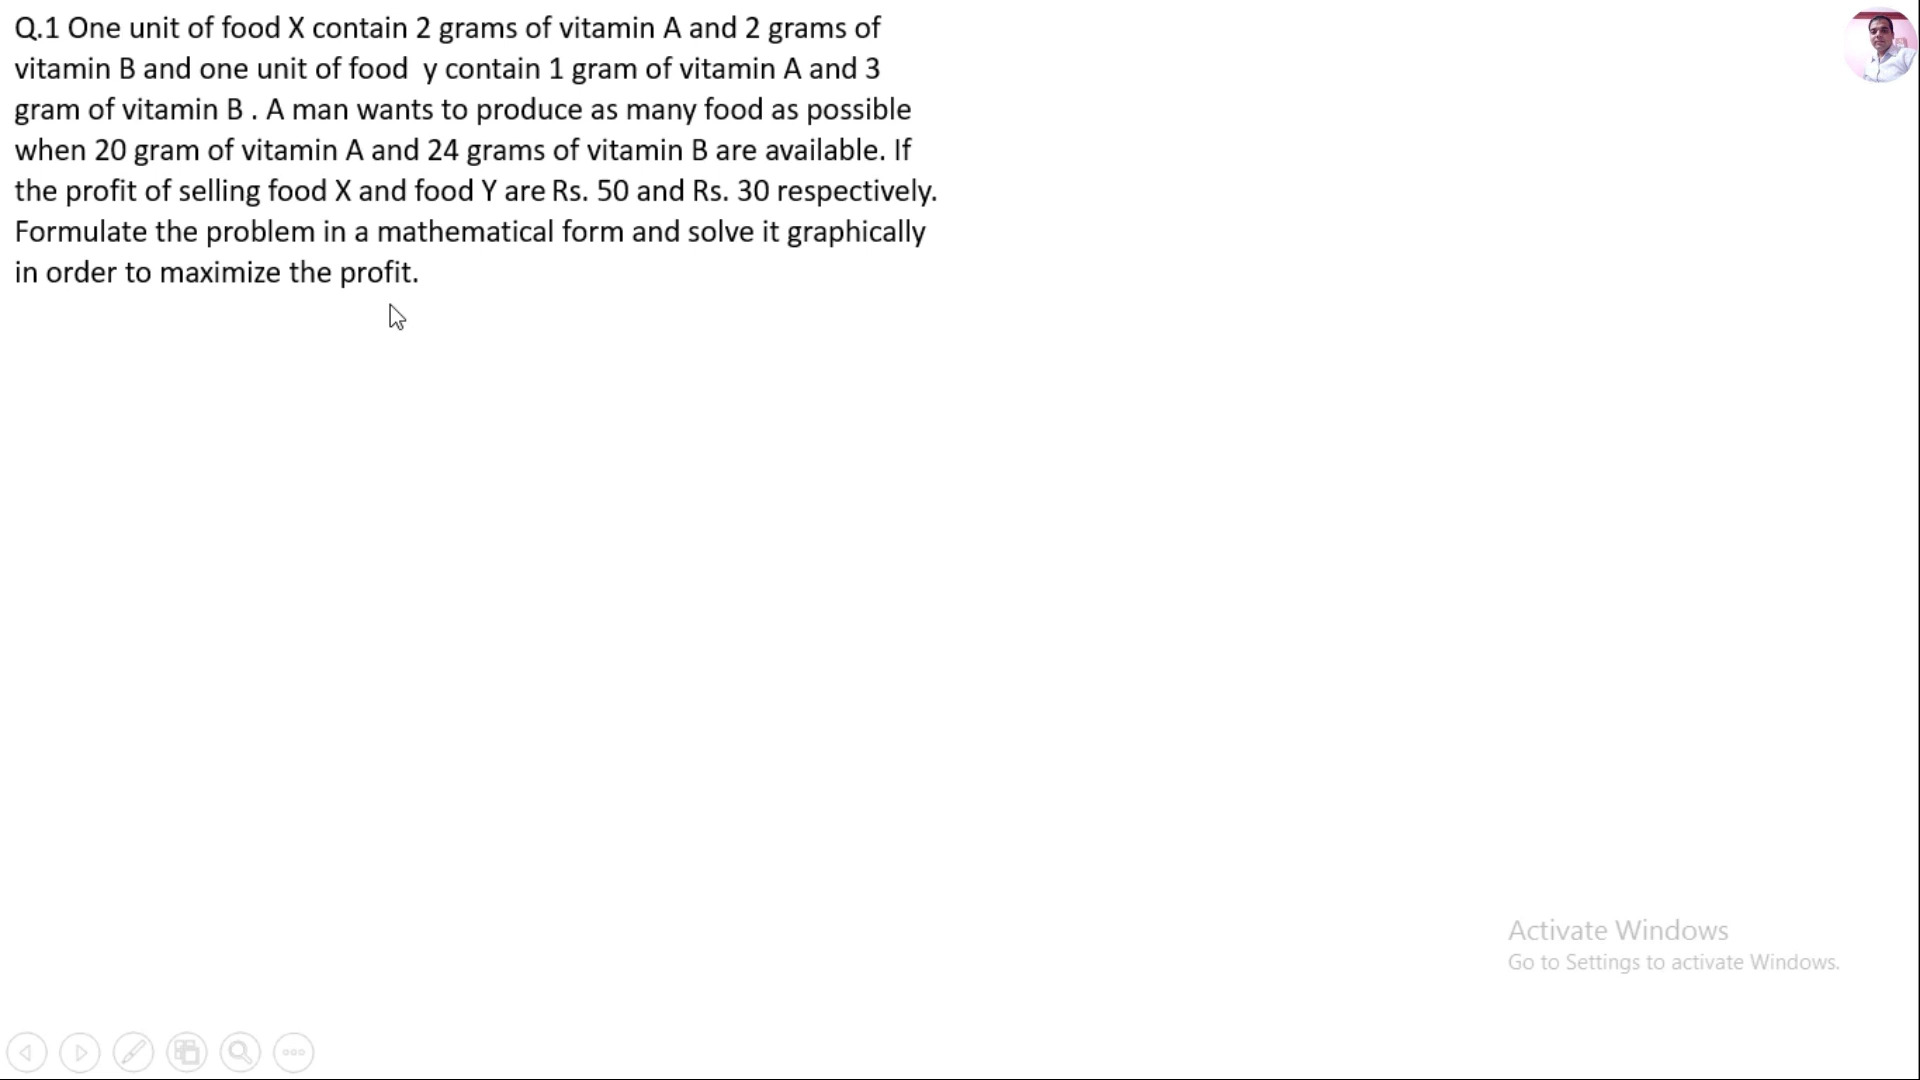 Q.1 One unit of food X contain 2 grams of vitamin A and 2 grams of
vitamin B and one unit of food  y contain 1 gram of vitamin A and 3
gram of vitamin B . A man wants to produce as many food as possible
when 20 gram of vitamin A and 24 grams of vitamin B are available. If
the profit of selling food X and food Y are Rs. 50 and Rs. 30 respectively.
Formulate the problem in a mathematical form and solve it graphically
in order to maximize the profit.
Activate Windows
Go to Settings to activate Windows.